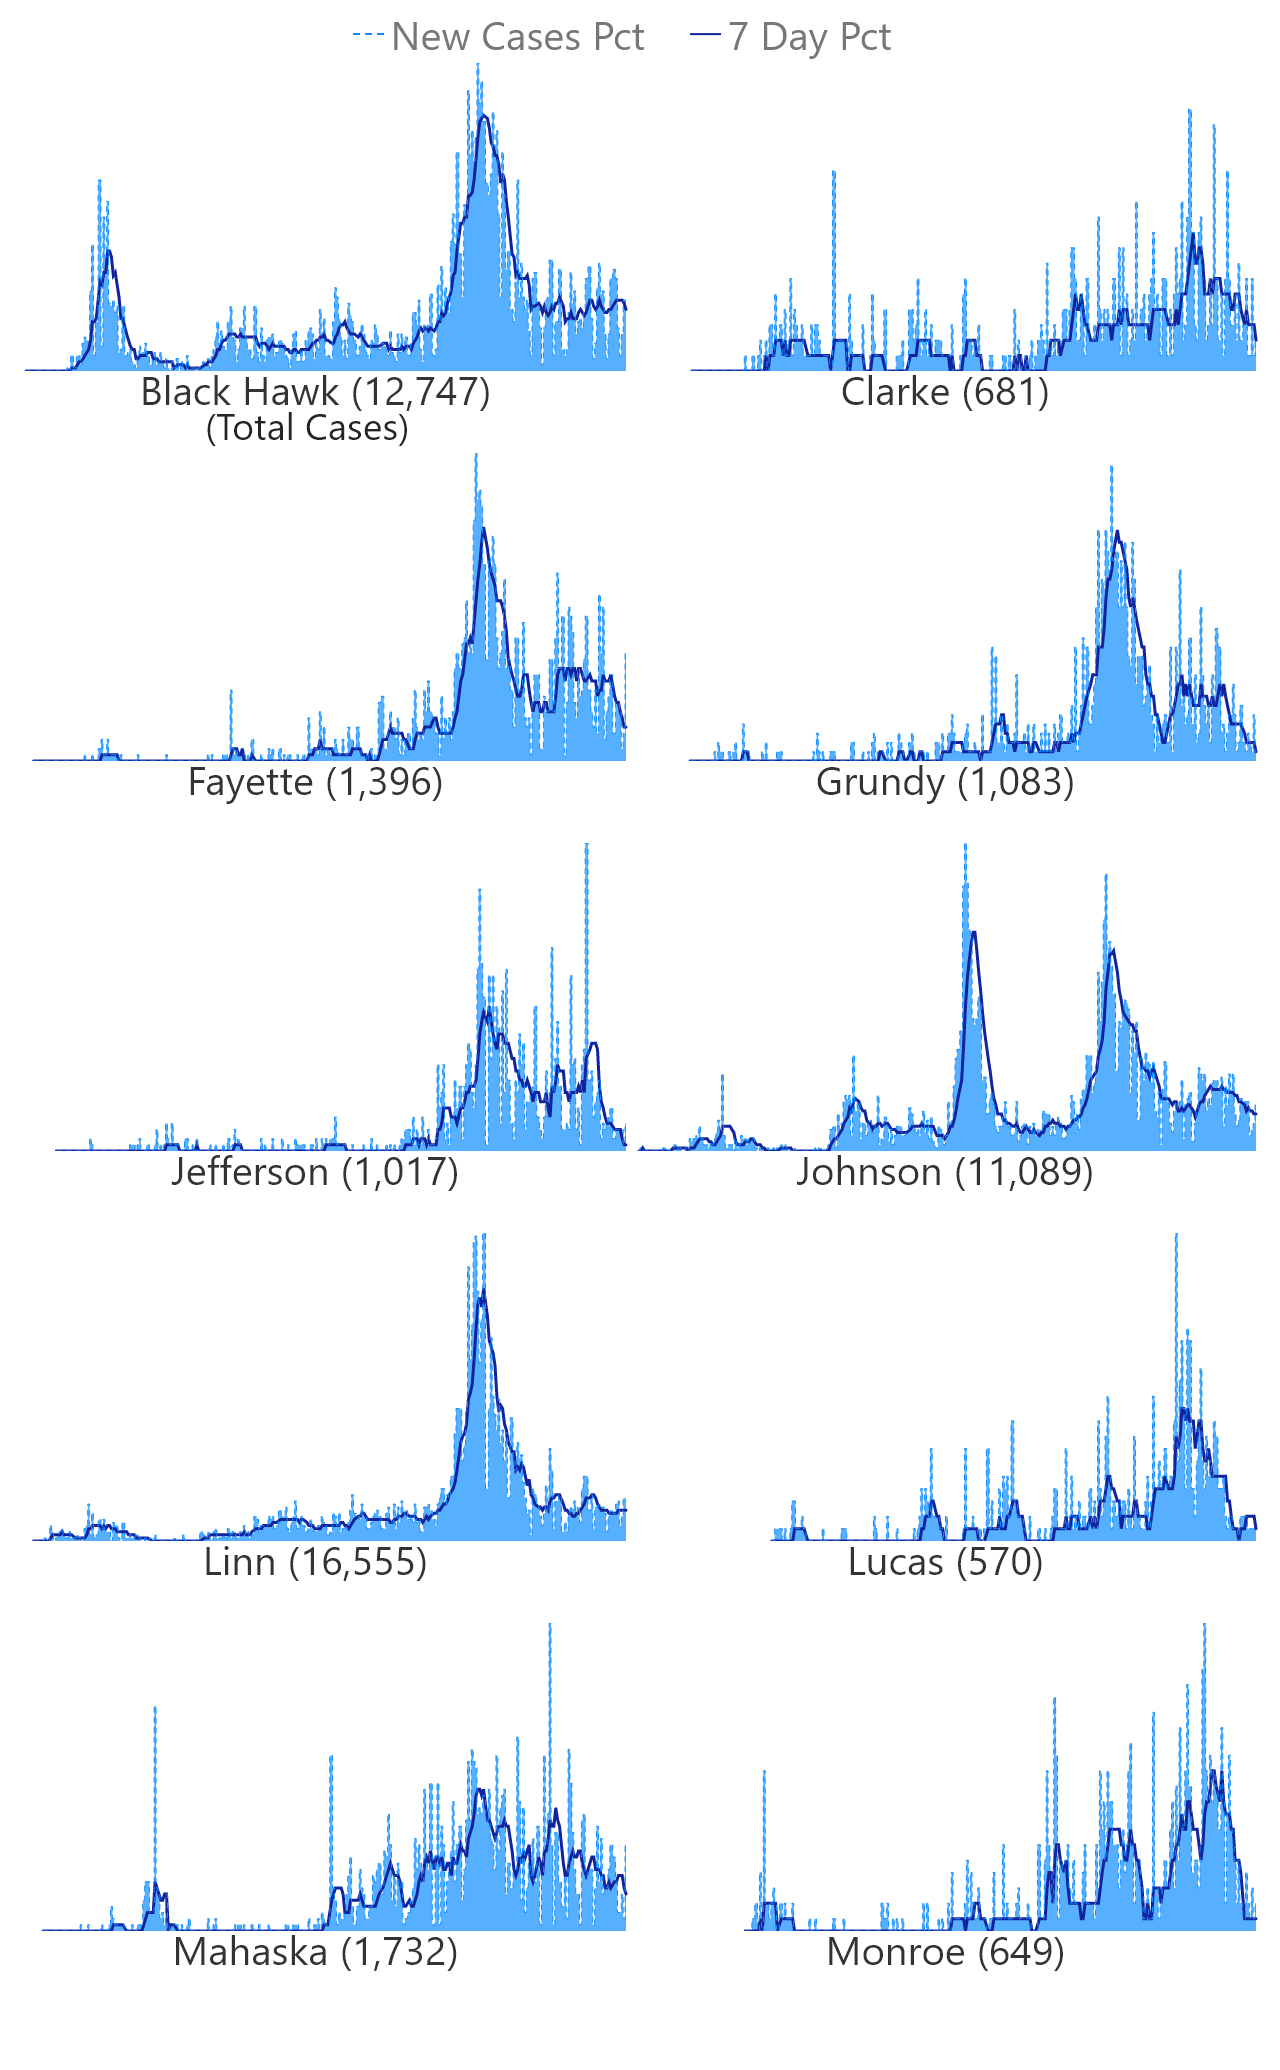 New Cases Pct 7 Day Pct
Black Hawk (12,747)
(Total Cases)
Clarke (681)
Fayette (1,396)
Grundy (1,083)
Jefferson (1,017)
Johnson (11,089)
Linn (16,555)
Lucas (570)
Mahaska (1,732)
Monroe (649)